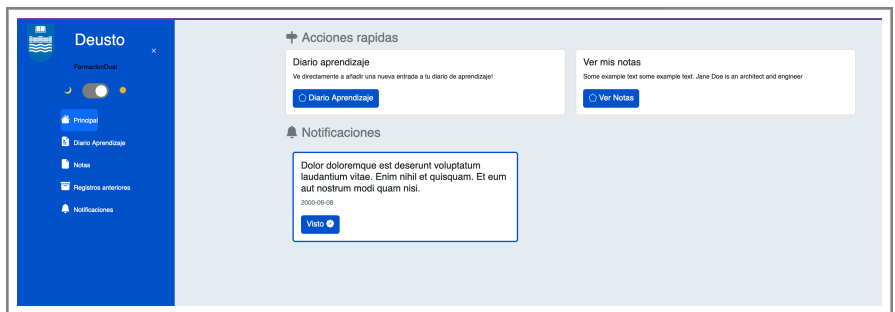 Deusto
×
FormacionDual
Principal
Diario Aprendizaje
Notas
Registros anteriores
Notificaciones
Acciones rapidas
Diario aprendizaje
Ve directamente a añadir una nueva entrada a tu diario de aprendizaje!
Diario Aprendizaje
Ver mis notas
Some example text some example text. Jane Doe is an architect and engineer
Ver Notas
Notificaciones
Dolor doloremque est deserunt voluptatum
laudantium vitae. Enim nihil et quisquam. Et eum
aut nostrum modi quam nisi.
2000-09-08
Visto